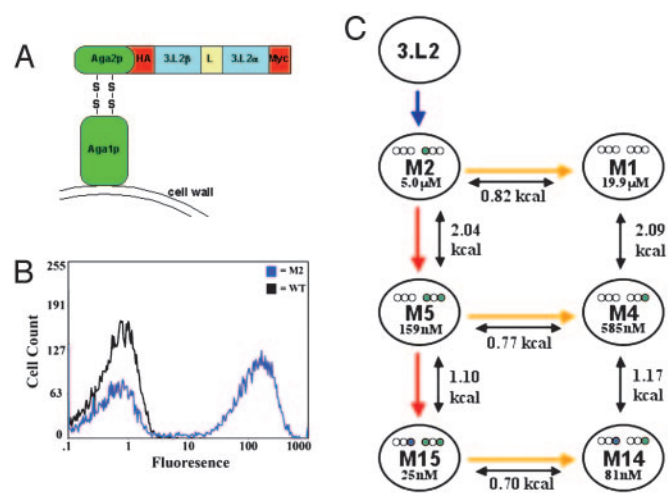 A
Aga2p HA 3.L2β L 3.L2α Myc
S S
S S
Aga1p
cell wall
B
255
191
127
63
0
Cell Count
= M2
= WT
.1 1 10 100 1000
Fluoresence
C
3.L2
M2
5.0μM
0.82 kcal
M1
19.9μM
2.04
kcal
2.09
kcal
M5
159nM
0.77 kcal
M4
585nM
1.10
kcal
1.17
kcal
M15
25nM
0.70 kcal
M14
81nM